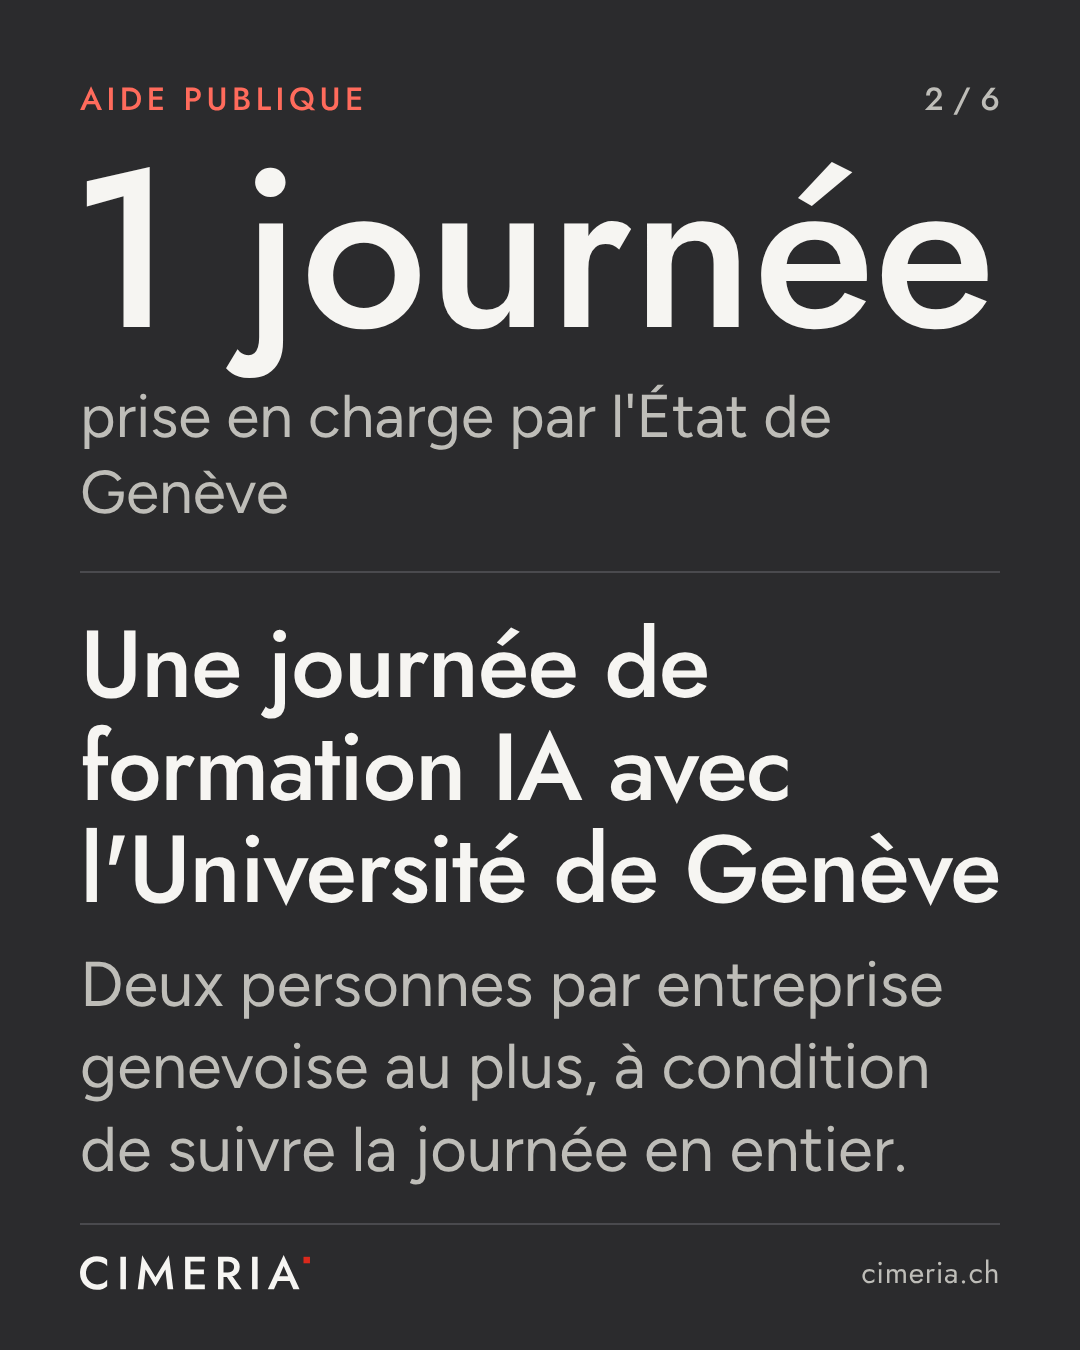 AIDE PUBLIQUE
2 / 6
1 journée
prise en charge par l'État de
Genève
Une journée de
formation IA avec
l'Université de Genève
Deux personnes par entreprise
genevoise au plus, à condition
de suivre la journée en entier.
CIMERIA
cimeria.ch